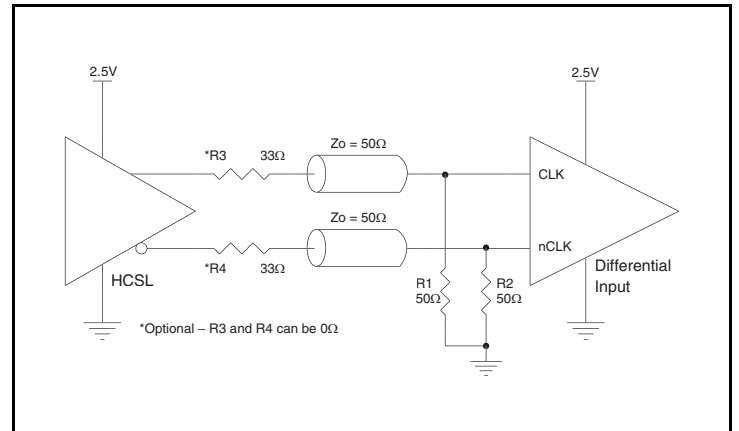 2.5V
2.5V
*R3 33Ω
Zo = 50Ω
CLK
Zo = 50Ω
nCLK
*R4 33Ω
HCSL
R1
50Ω
R2
50Ω
Differential
Input
*Optional – R3 and R4 can be 0Ω